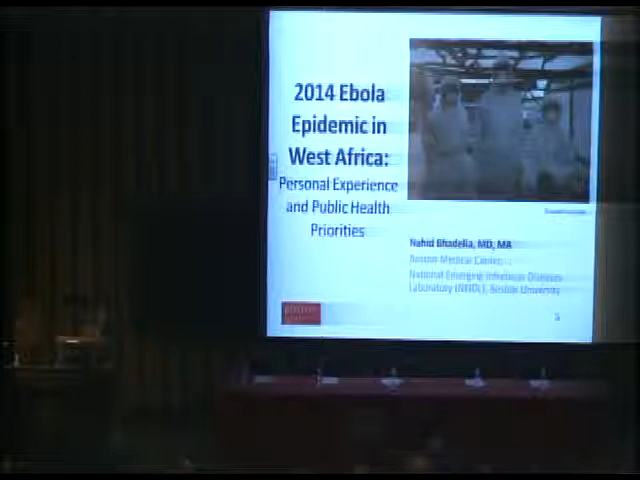 2014 Ebola
Epidemic in
West Africa:
Personal Experience
and Public Health
Priorities
Nahid Bhadelia, MD, MA
Boston Medical Center
National Emerging Infectious Diseases
Laboratory (NEIDL), Boston University